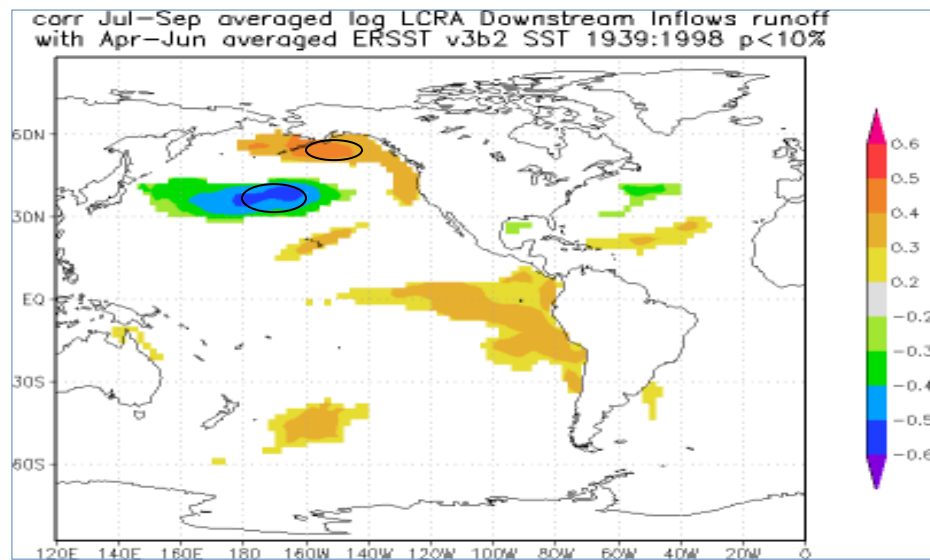 corr Jul-Sep averaged log LCRA Downstream Inflows runoff
with Apr-Jun averaged ERSST v3b2 SST 1939:1998 p<10%
60N
30N
EQ
30S
60S
120E 140E 160E 180 160W 140W 120W 100W 80W 60W 40W 20W 0
0.6
0.5
0.4
0.3
0.2
-0.2
-0.3
-0.4
-0.5
-0.6